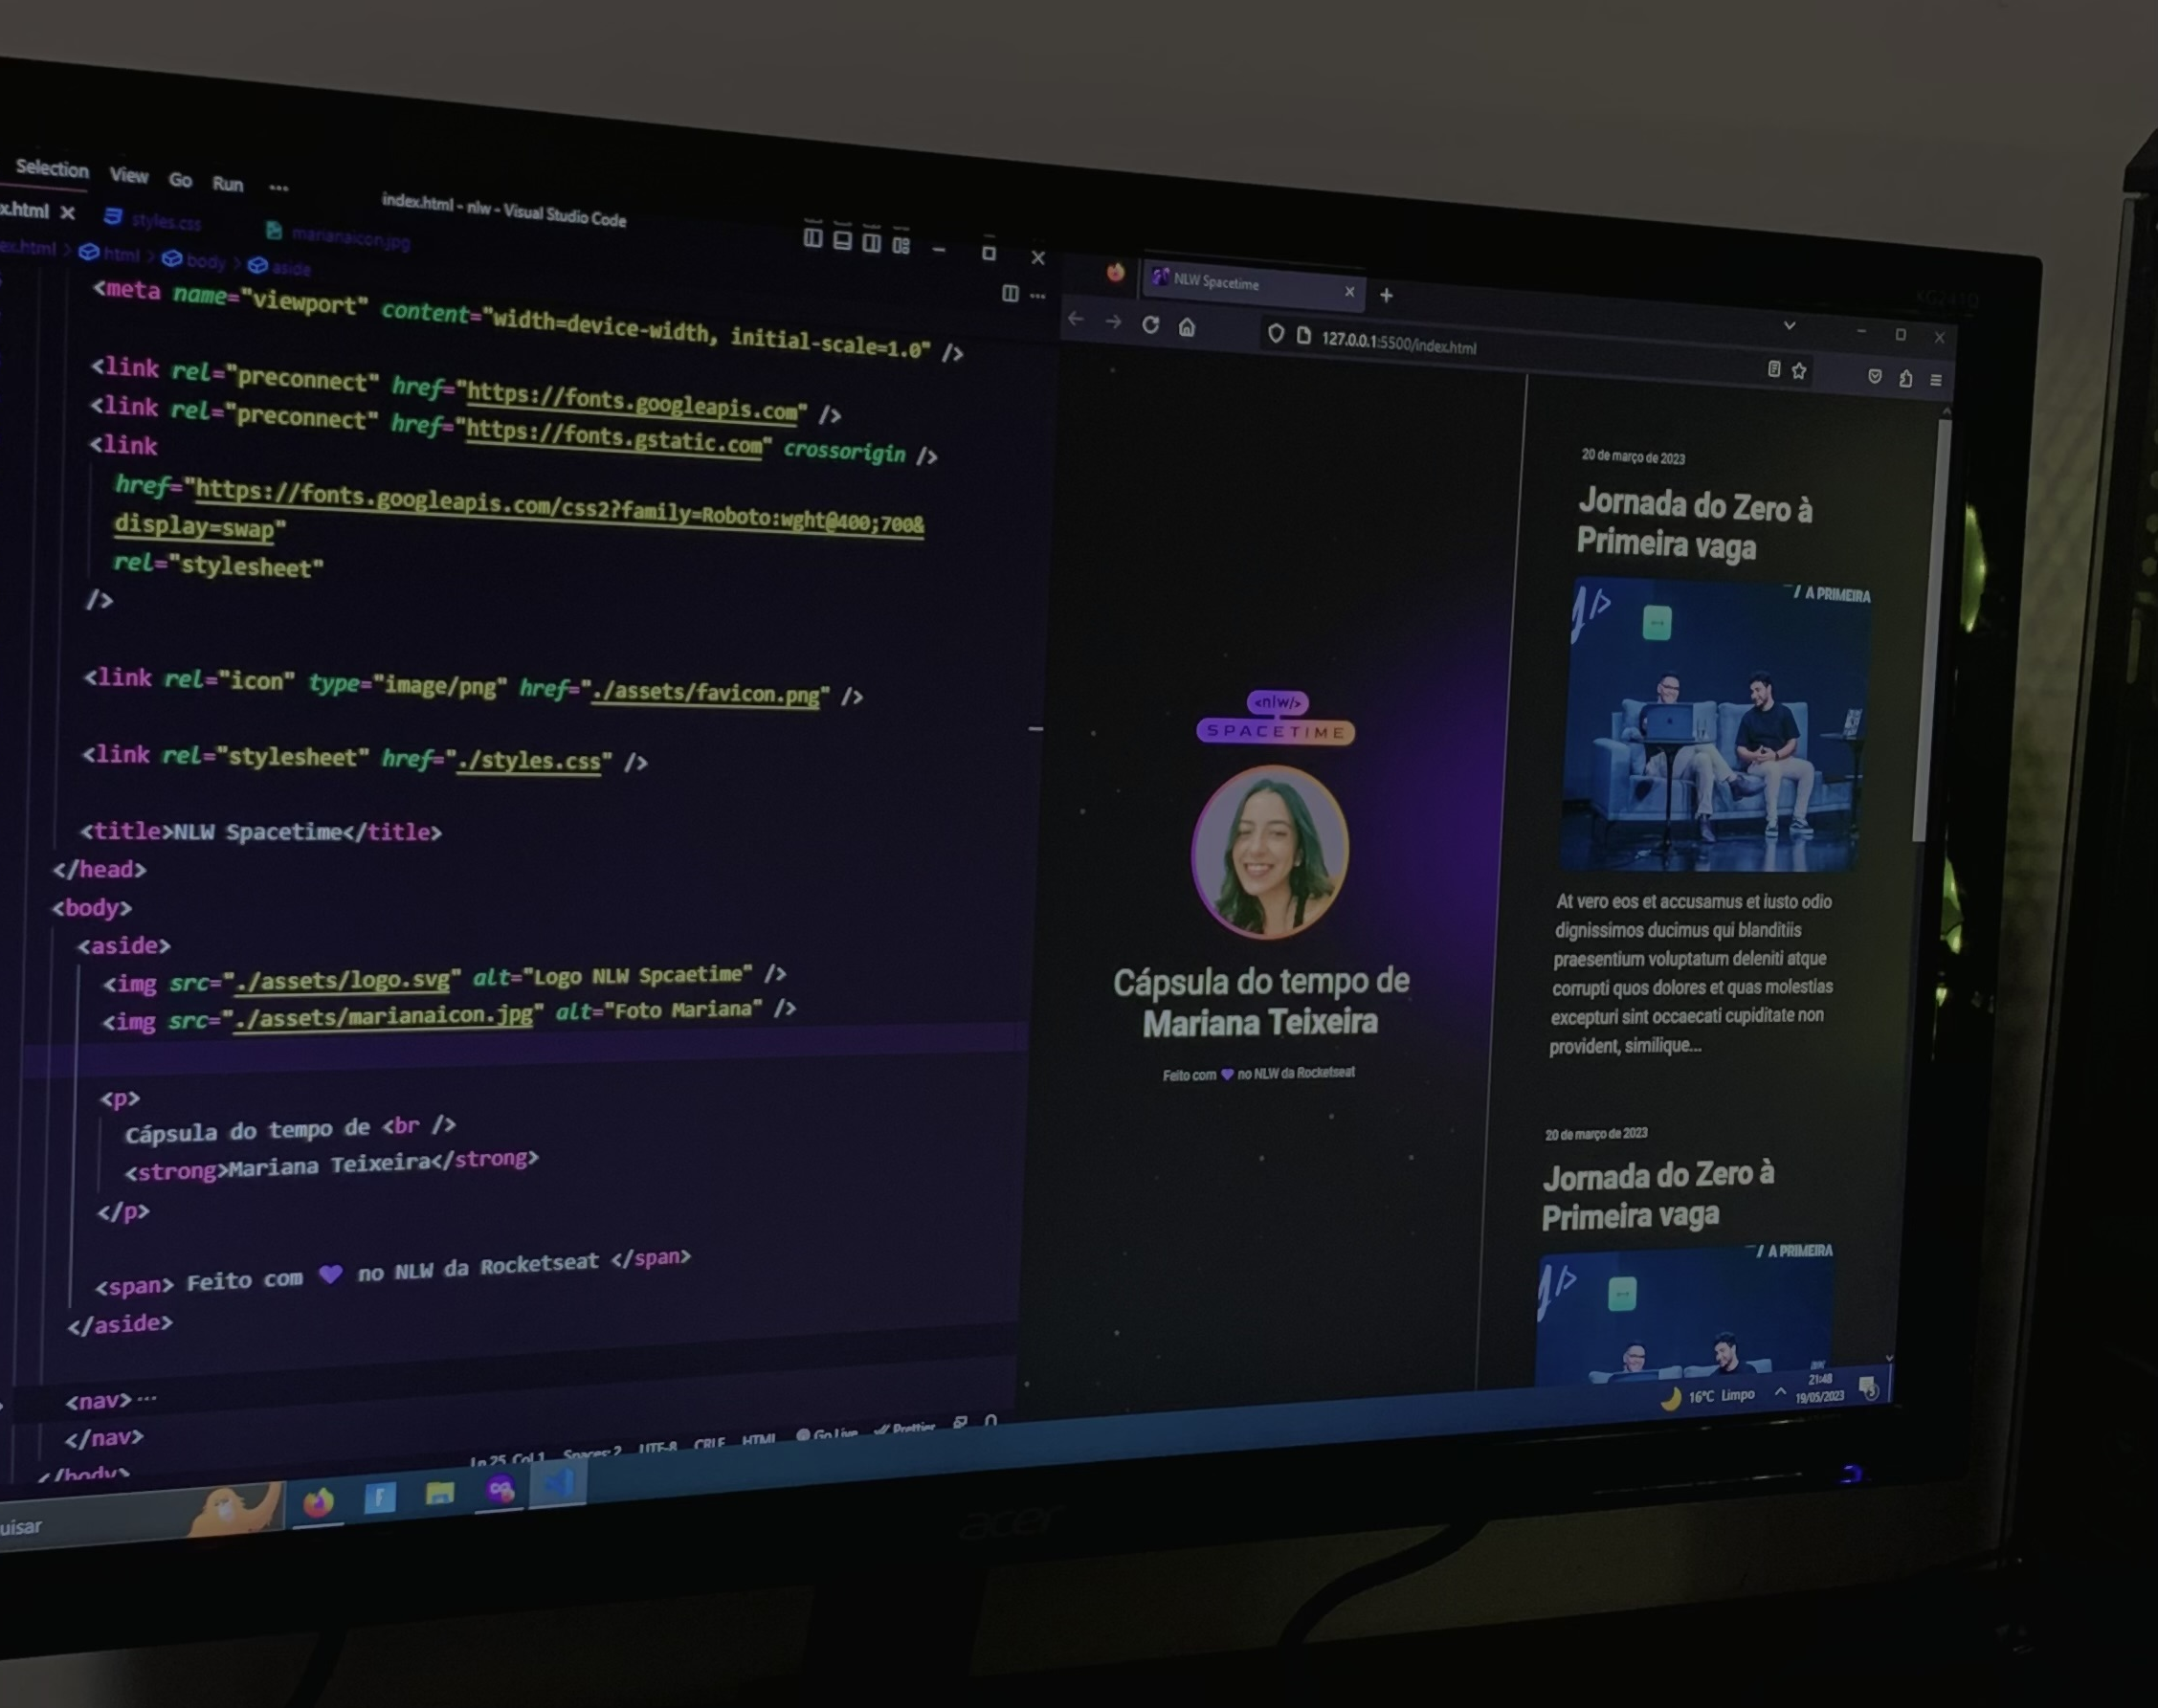 Selection View Go Run ...
index.html - nlw - Visual Studio Code
x.html styles.css marianaicon.jpg
ex.html > html > body > aside
<meta name="viewport" content="width=device-width, initial-scale=1.0" />
<link rel="preconnect" href="https://fonts.googleapis.com" />
<link rel="preconnect" href="https://fonts.gstatic.com" crossorigin />
<link
href="https://fonts.googleapis.com/css2?family=Roboto:wght@400;700&
display=swap"
rel="stylesheet"
/>
<link rel="icon" type="image/png" href="./assets/favicon.png" />
<link rel="stylesheet" href="./styles.css" />
<title>NLW Spacetime</title>
</head>
<body>
<aside>
<img src="./assets/logo.svg" alt="Logo NLW Spcaetime" />
<img src="./assets/marianaicon.jpg" alt="Foto Mariana" />
<p>
Cápsula do tempo de <br />
<strong>Mariana Teixeira</strong>
</p>
<span> Feito com 💜 no NLW da Rocketseat </span>
</aside>
<nav>...
</nav>
</body>
Ln 25, Col 1 Spaces: 2 UTF-8 CRLF HTML Go Live Prettier
uisar
NLW Spacetime
127.0.0.1:5500/index.html
<nlw/>
SPACETIME
Cápsula do tempo de
Mariana Teixeira
Feito com 💜 no NLW da Rocketseat
20 de março de 2023
Jornada do Zero à
Primeira vaga
/ A PRIMEIRA
At vero eos et accusamus et iusto odio
dignissimos ducimus qui blanditiis
praesentium voluptatum deleniti atque
corrupti quos dolores et quas molestias
excepturi sint occaecati cupiditate non
provident, similique...
20 de março de 2023
Jornada do Zero à
Primeira vaga
/ A PRIMEIRA
16°C Limpo
21:48
19/05/2023
acer